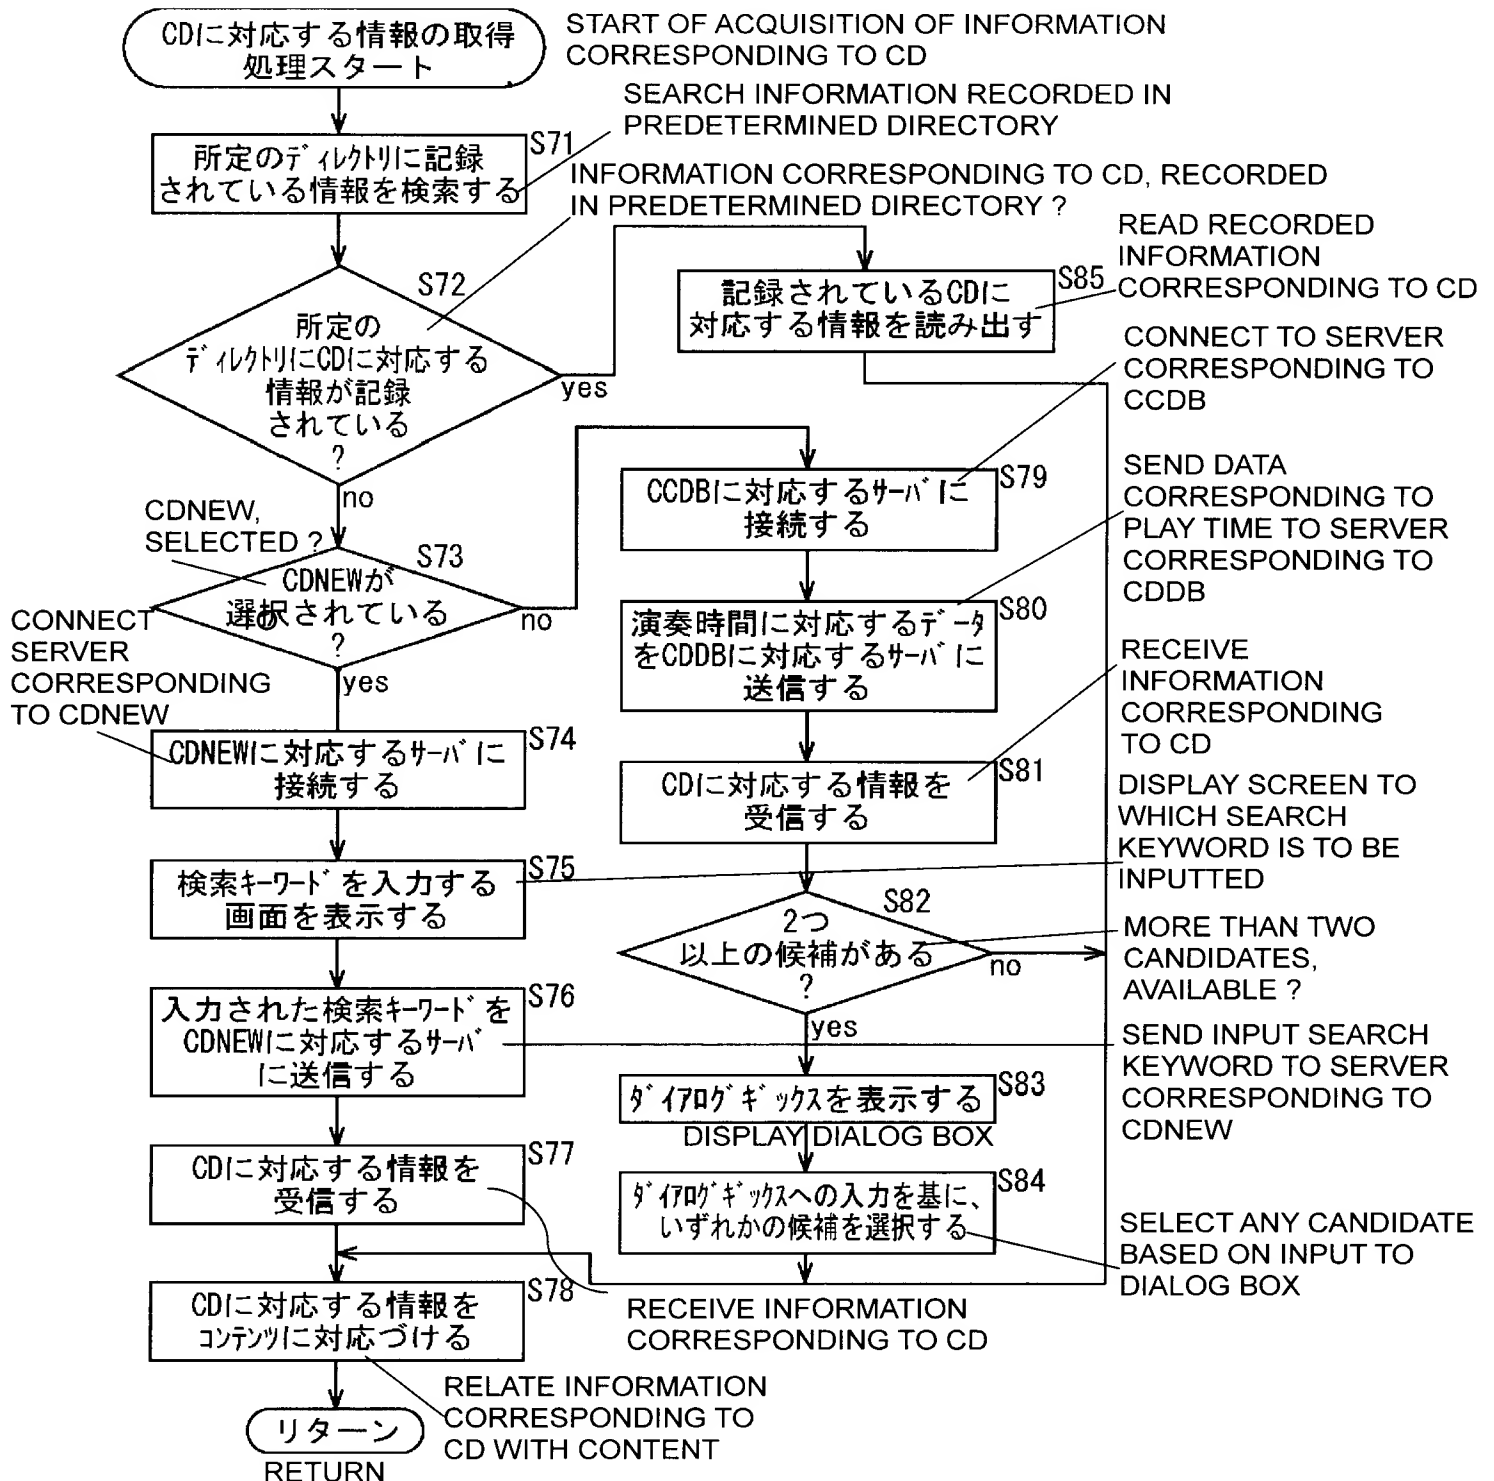 CDに対応する情報の取得
処理スタート
START OF ACQUISITION OF INFORMATION
CORRESPONDING TO CD
SEARCH INFORMATION RECORDED IN
PREDETERMINED DIRECTORY
S71
所定のディレクトリに記録
されている情報を検索する
INFORMATION CORRESPONDING TO CD, RECORDED
IN PREDETERMINED DIRECTORY ?
S72
所定の
ディレクトリにCDに対応する
情報が記録
されている
?
yes
no
S85
記録されているCDに
対応する情報を読み出す
READ RECORDED
INFORMATION
CORRESPONDING TO CD
CDNEW,
SELECTED ?
S73
CDNEWが
選択されている
?
no
yes
S79
CCDBに対応するサーバに
接続する
CONNECT TO SERVER
CORRESPONDING TO
CCDB
S80
演奏時間に対応するデータ
をCDDBに対応するサーバに
送信する
SEND DATA
CORRESPONDING TO
PLAY TIME TO SERVER
CORRESPONDING TO
CDDB
CONNECT TO
SERVER
CORRESPONDING
TO CDNEW
S74
CDNEWに対応するサーバに
接続する
S81
CDに対応する情報を
受信する
RECEIVE
INFORMATION
CORRESPONDING
TO CD
S75
検索キーワードを入力する
画面を表示する
DISPLAY SCREEN TO
WHICH SEARCH
KEYWORD IS TO BE
INPUTTED
S82
2つ
以上の候補がある
?
no
yes
MORE THAN TWO
CANDIDATES,
AVAILABLE ?
S76
入力された検索キーワードを
CDNEWに対応するサーバ
に送信する
SEND INPUT SEARCH
KEYWORD TO SERVER
CORRESPONDING TO
CDNEW
S83
ダイアログギックスを表示する
DISPLAY DIALOG BOX
S77
CDに対応する情報を
受信する
S84
ダイアログギックスへの入力を基に、
いずれかの候補を選択する
SELECT ANY CANDIDATE
BASED ON INPUT TO
DIALOG BOX
S78
CDに対応する情報を
コンテンツに対応づける
RECEIVE INFORMATION
CORRESPONDING TO CD
RELATE INFORMATION
CORRESPONDING TO
CD WITH CONTENT
リターン
RETURN